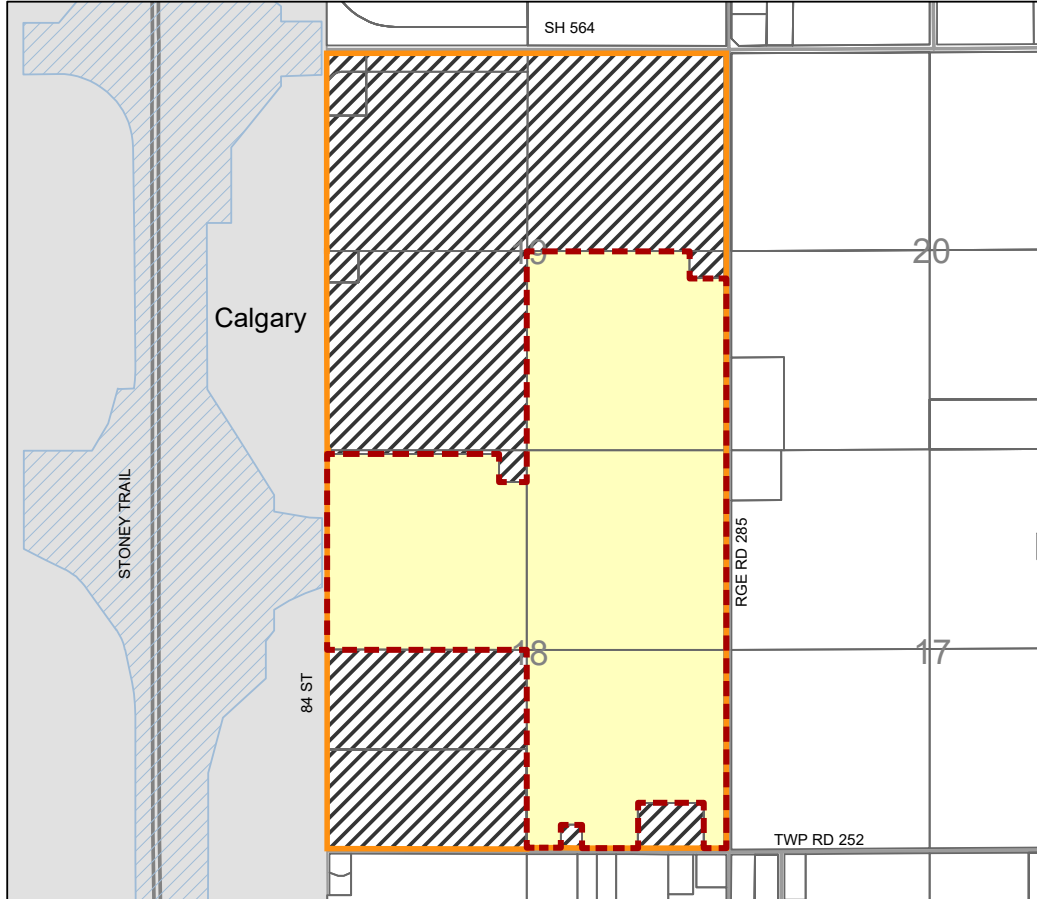 SH 564
19
20
Calgary
STONEY TRAIL
RGE RD 285
18
17
84 ST
TWP RD 252